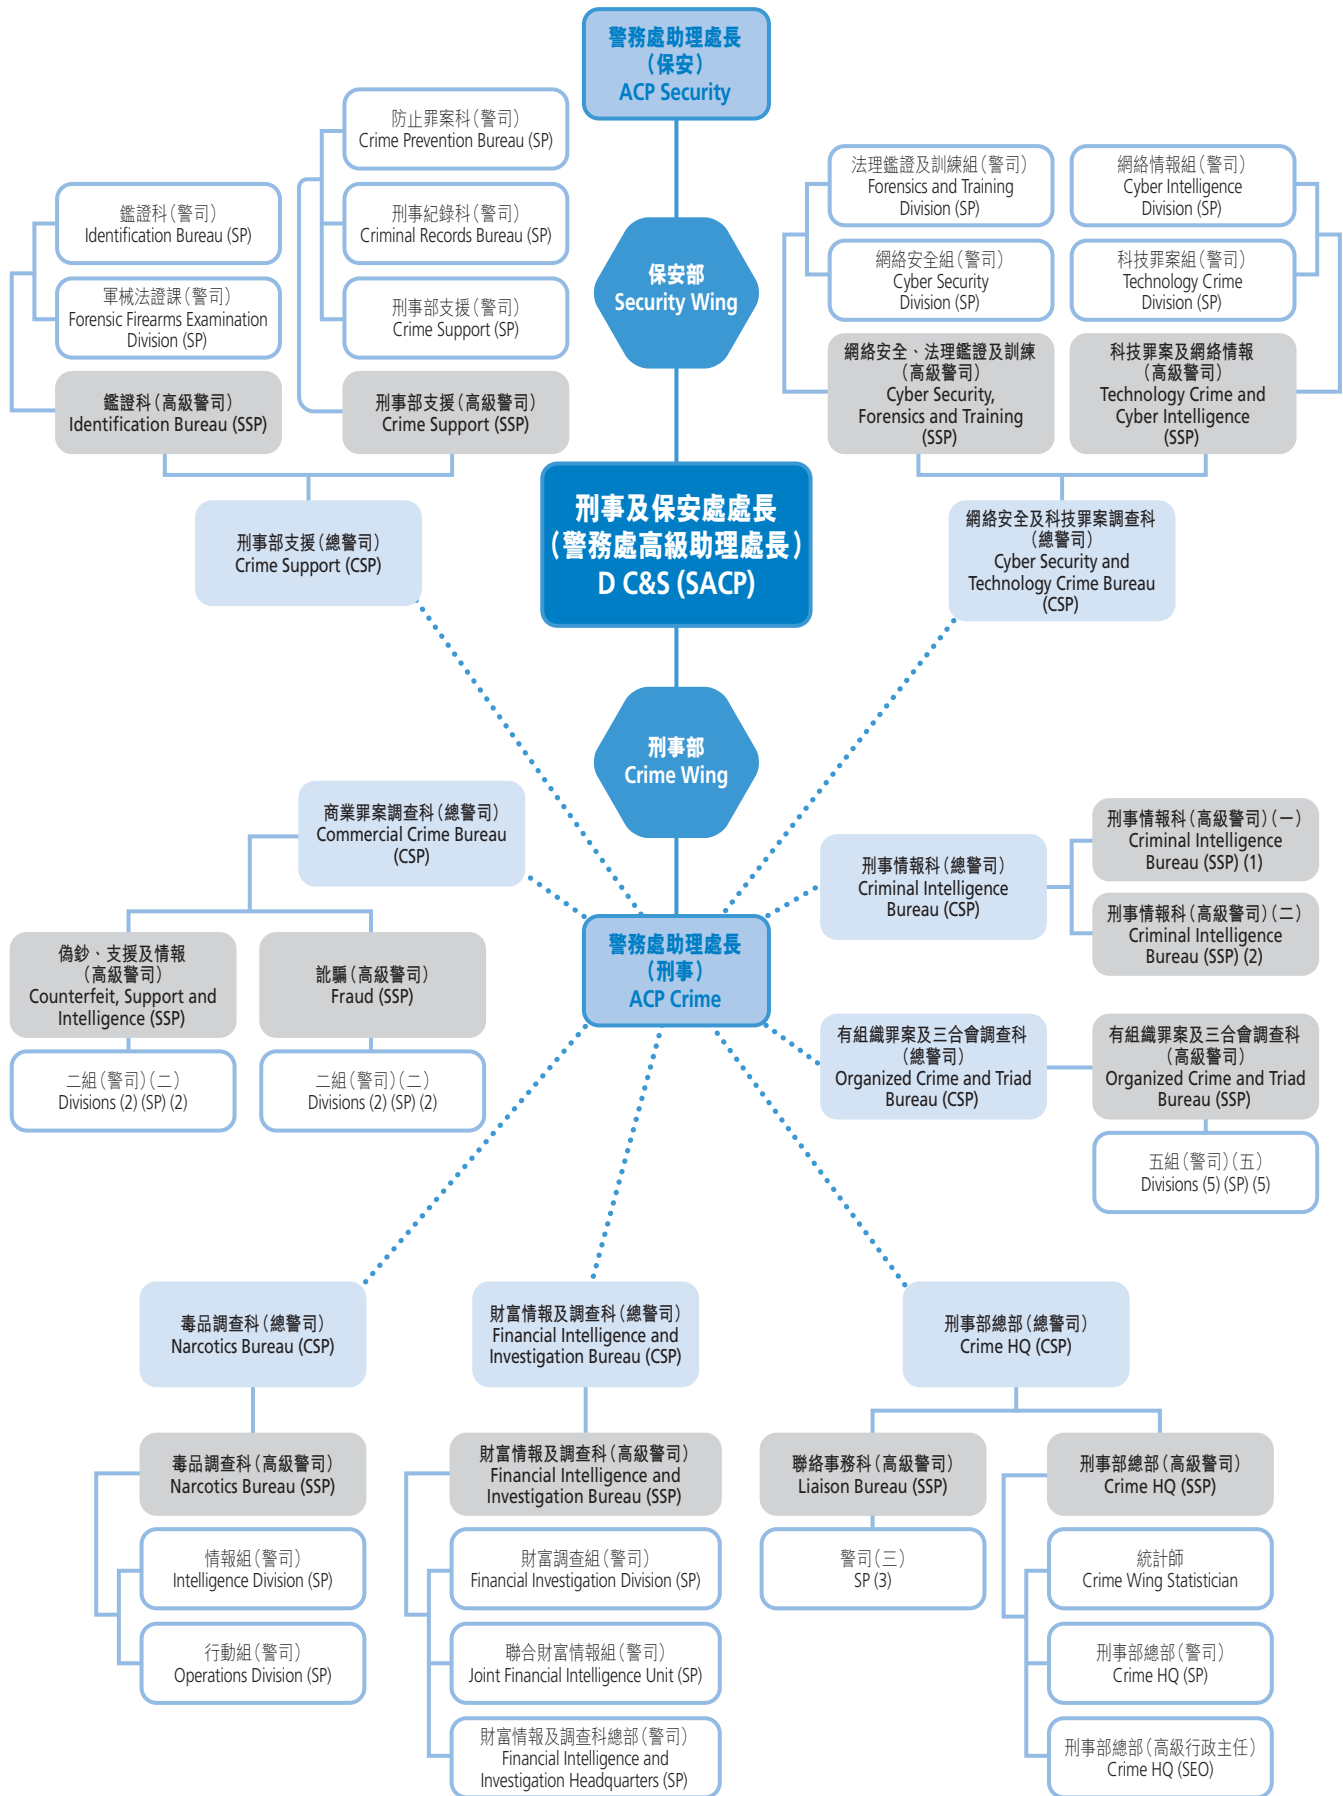 警務處助理處長
(保安)
ACP Security
防止罪案科(警司)
Crime Prevention Bureau (SP)
刑事紀錄科(警司)
Criminal Records Bureau (SP)
刑事部支援(警司)
Crime Support (SP)
鑑證科(警司)
Identification Bureau (SP)
軍械法證課(警司)
Forensic Firearms Examination
Division (SP)
鑑證科(高級警司)
Identification Bureau (SSP)
刑事部支援(高級警司)
Crime Support (SSP)
刑事部支援(總警司)
Crime Support (CSP)
保安部
Security Wing
法理鑑證及訓練組(警司)
Forensics and Training
Division (SP)
網絡情報組(警司)
Cyber Intelligence
Division (SP)
網絡安全組(警司)
Cyber Security
Division (SP)
科技罪案組(警司)
Technology Crime
Division (SP)
網絡安全、法理鑑證及訓練
(高級警司)
Cyber Security,
Forensics and Training
(SSP)
科技罪案及網絡情報
(高級警司)
Technology Crime and
Cyber Intelligence
(SSP)
網絡安全及科技罪案調查科
(總警司)
Cyber Security and
Technology Crime Bureau
(CSP)
刑事及保安處處長
(警務處高級助理處長)
D C&S (SACP)
刑事部
Crime Wing
商業罪案調查科(總警司)
Commercial Crime Bureau
(CSP)
偽鈔、支援及情報
(高級警司)
Counterfeit, Support and
Intelligence (SSP)
訛騙(高級警司)
Fraud (SSP)
二組(警司)(二)
Divisions (2) (SP) (2)
二組(警司)(二)
Divisions (2) (SP) (2)
警務處助理處長
(刑事)
ACP Crime
刑事情報科(總警司)
Criminal Intelligence
Bureau (CSP)
刑事情報科(高級警司)(一)
Criminal Intelligence
Bureau (SSP) (1)
刑事情報科(高級警司)(二)
Criminal Intelligence
Bureau (SSP) (2)
有組織罪案及三合會調查科
(總警司)
Organized Crime and Triad
Bureau (CSP)
有組織罪案及三合會調查科
(高級警司)
Organized Crime and Triad
Bureau (SSP)
五組(警司)(五)
Divisions (5) (SP) (5)
毒品調查科(總警司)
Narcotics Bureau (CSP)
毒品調查科(高級警司)
Narcotics Bureau (SSP)
情報組(警司)
Intelligence Division (SP)
行動組(警司)
Operations Division (SP)
財富情報及調查科(總警司)
Financial Intelligence and
Investigation Bureau (CSP)
財富情報及調查科(高級警司)
Financial Intelligence and
Investigation Bureau (SSP)
財富調查組(警司)
Financial Investigation Division (SP)
聯合財富情報組(警司)
Joint Financial Intelligence Unit (SP)
財富情報及調查科總部(警司)
Financial Intelligence and
Investigation Headquarters (SP)
刑事部總部(總警司)
Crime HQ (CSP)
聯絡事務科(高級警司)
Liaison Bureau (SSP)
警司(三)
SP (3)
刑事部總部(高級警司)
Crime HQ (SSP)
統計師
Crime Wing Statistician
刑事部總部(警司)
Crime HQ (SP)
刑事部總部(高級行政主任)
Crime HQ (SEO)